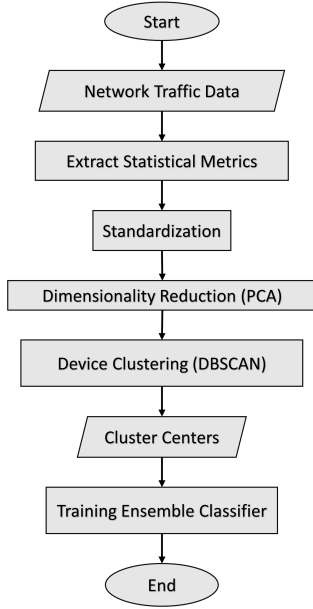 Start
Network Traffic Data
Extract Statistical Metrics
Standardization
Dimensionality Reduction (PCA)
Device Clustering (DBSCAN)
Cluster Centers
Training Ensemble Classifier
End